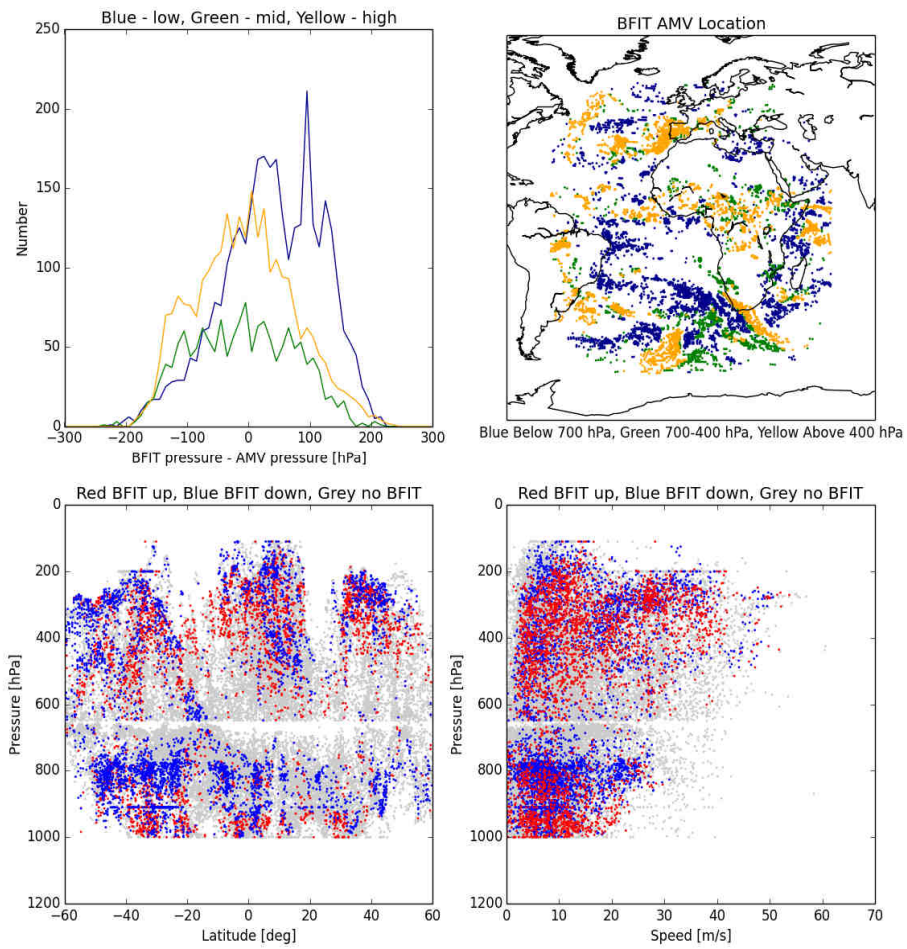 Blue - low, Green - mid, Yellow - high
250
200
150
100
50
0
Number
−300 −200 −100 0 100 200 300
BFIT pressure - AMV pressure [hPa]
BFIT AMV Location
Blue Below 700 hPa, Green 700-400 hPa, Yellow Above 400 hPa
Red BFIT up, Blue BFIT down, Grey no BFIT
0
200
400
600
800
1000
1200
Pressure [hPa]
−60 −40 −20 0 20 40 60
Latitude [deg]
Red BFIT up, Blue BFIT down, Grey no BFIT
0
200
400
600
800
1000
1200
Pressure [hPa]
0 10 20 30 40 50 60 70
Speed [m/s]